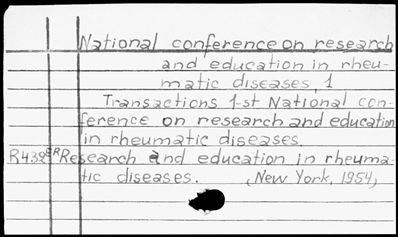 National conference on research
and education in rheu-
matic diseases, 1
Transactions 1-st National con-
ference on research and education
in rheumatic diseases.
R432ER Research and education in rheuma-
tic diseases. (New York, 1954)